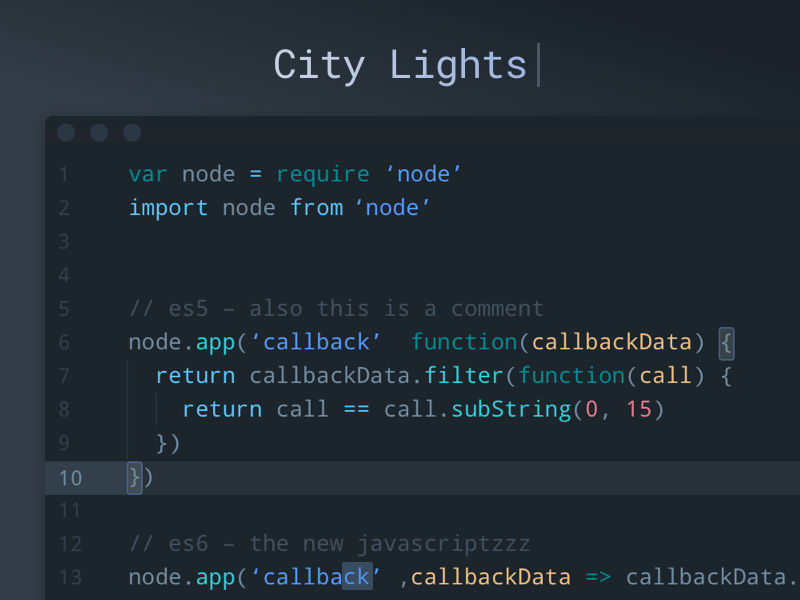 City Lights
1 var node = require ‘node’
2 import node from ‘node’
3
4
5 // es5 – also this is a comment
6 node.app(‘callback’ function(callbackData) {
7 return callbackData.filter(function(call) {
8 return call == call.subString(0, 15)
9 })
10 })
11
12 // es6 – the new javascriptzzz
13 node.app(‘callback’ ,callbackData => callbackData.